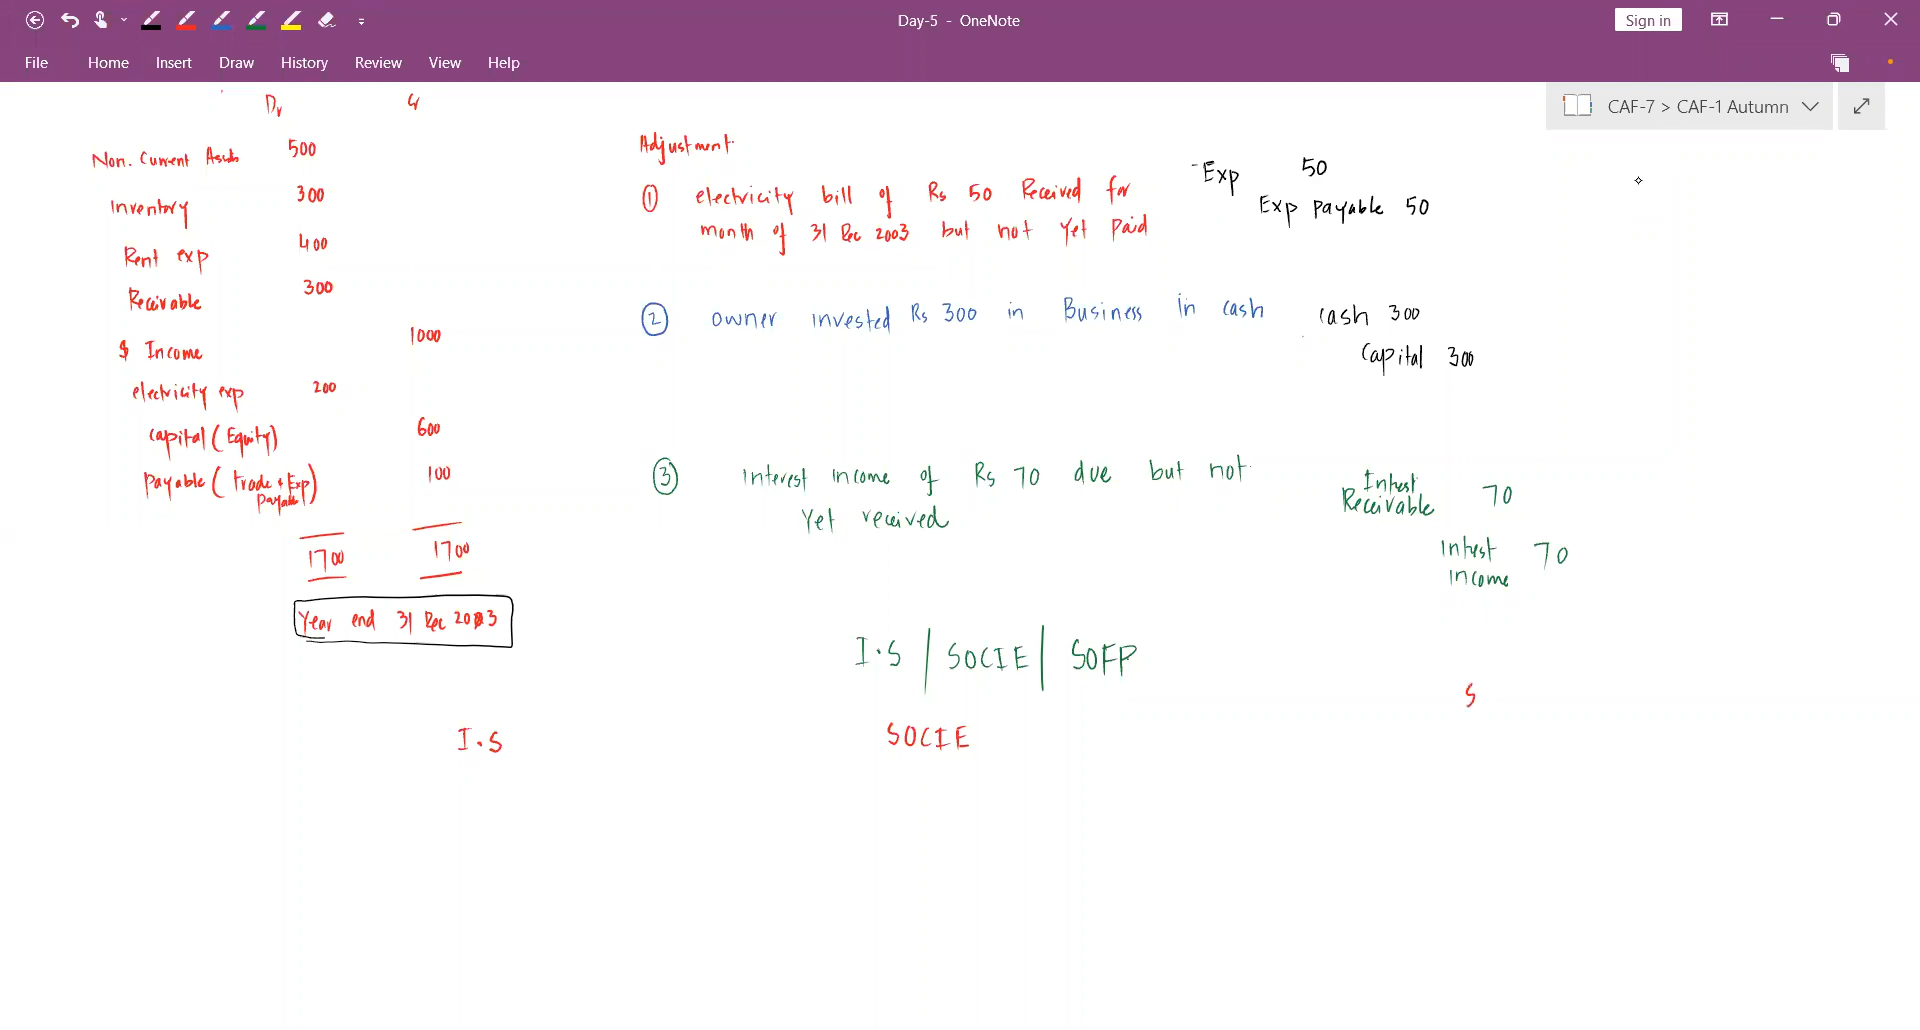 Day-5 - OneNote
Sign in
File Home Insert Draw History Review View Help
CAF-7 > CAF-1 Autumn
Dr Cr
Non. Current Assets 500
Inventory 300
Rent exp 400
Receivable 300
$ Income 1000
electricity exp 200
capital (Equity) 600
payable (trade + Exp payable) 100
1700 1700
Year end 31 Dec 2003
Adjustment
① electricity bill of Rs 50 Received for
month of 31 Dec 2003 but not Yet Paid
Exp 50
Exp payable 50
② owner invested Rs 300 in Business in cash
cash 300
Capital 300
③ Interest income of Rs 70 due but not
Yet received
Intrest
Receivable 70
Intrest
income 70
I.S | SOCIE | SOFP
I.S
SOCIE
S